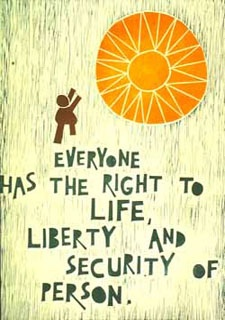 EVERYONE
HAS THE RIGHT TO
LIFE,
LIBERTY AND
SECURITY OF
PERSON.